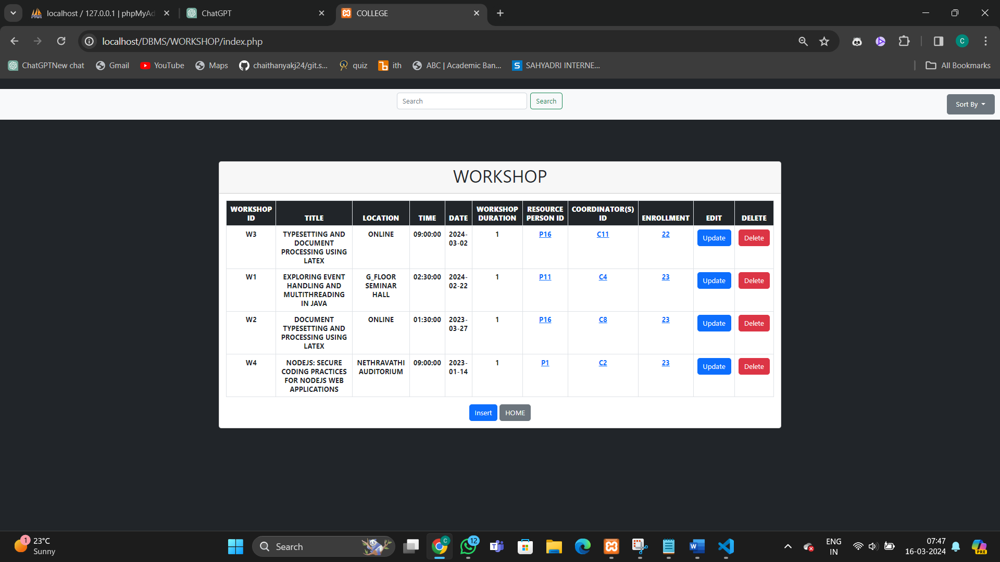 localhost / 127.0.0.1 | phpMyAd
ChatGPT
COLLEGE
localhost/DBMS/WORKSHOP/index.php
C
ChatGPTNew chat
Gmail
YouTube
Maps
chaithanyakj24/git.s...
quiz
ith
ABC | Academic Ban...
S
SAHYADRI INTERNE...
All Bookmarks
Search
Search
Sort By
WORKSHOP
WORKSHOP ID
TITLE
LOCATION
TIME
DATE
WORKSHOP DURATION
RESOURCE PERSON ID
COORDINATOR(S) ID
ENROLLMENT
EDIT
DELETE
W3
TYPESETTING AND
DOCUMENT
PROCESSING USING
LATEX
ONLINE
09:00:00
2024-
03-02
1
P16
C11
22
Update
Delete
W1
EXPLORING EVENT
HANDLING AND
MULTITHREADING
IN JAVA
G_FLOOR
SEMINAR
HALL
02:30:00
2024-
02-22
1
P11
C4
23
Update
Delete
W2
DOCUMENT
TYPESETTING AND
PROCESSING USING
LATEX
ONLINE
01:30:00
2023-
03-27
1
P16
C8
23
Update
Delete
W4
NODEJS: SECURE
CODING PRACTICES
FOR NODEJS WEB
APPLICATIONS
NETHRAVATHI
AUDITORIUM
09:00:00
2023-
01-14
1
P1
C2
23
Update
Delete
Insert
HOME
1
23°C
Sunny
Search
C
12
T
W
ENG
IN
07:47
16-03-2024
PRE